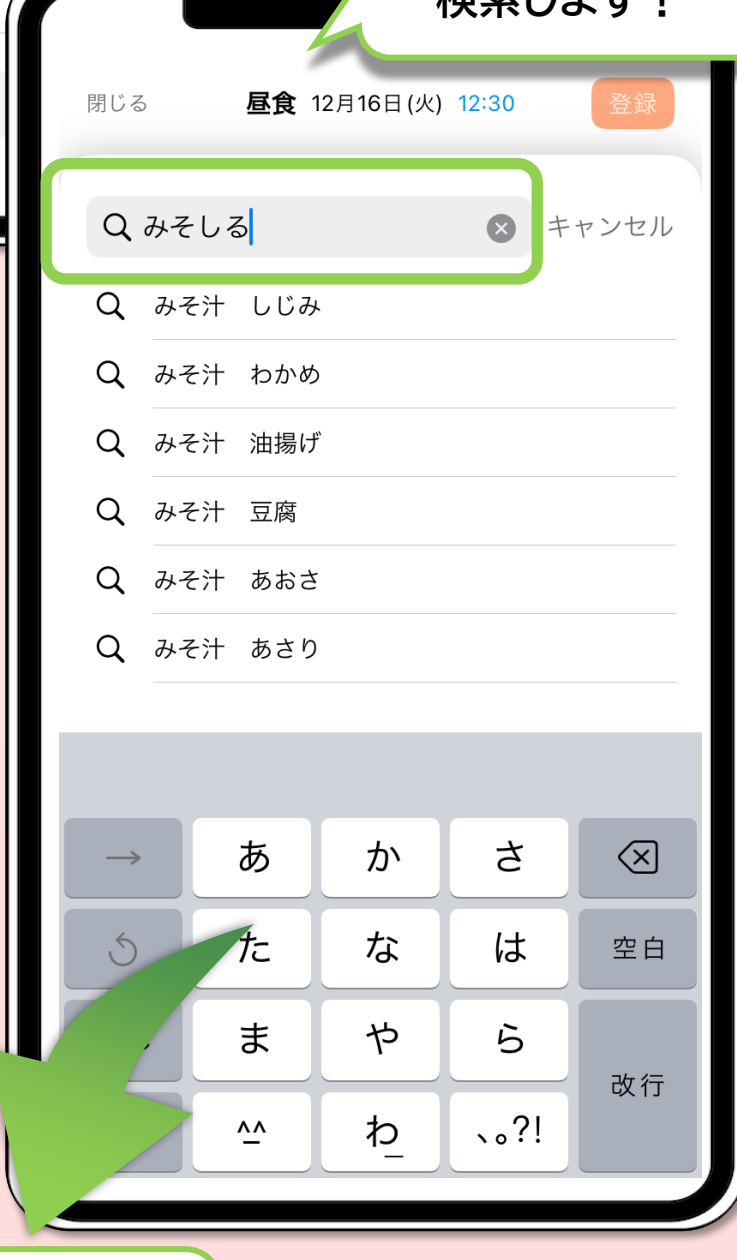 検索します！
閉じる 昼食 12月16日(火) 12:30 登録
みそしる キャンセル
みそ汁　しじみ
みそ汁　わかめ
みそ汁　油揚げ
みそ汁　豆腐
みそ汁　あおさ
みそ汁　あさり
→ あ か さ
た な は 空白
ま や ら
改行
^^ わ 、。?!